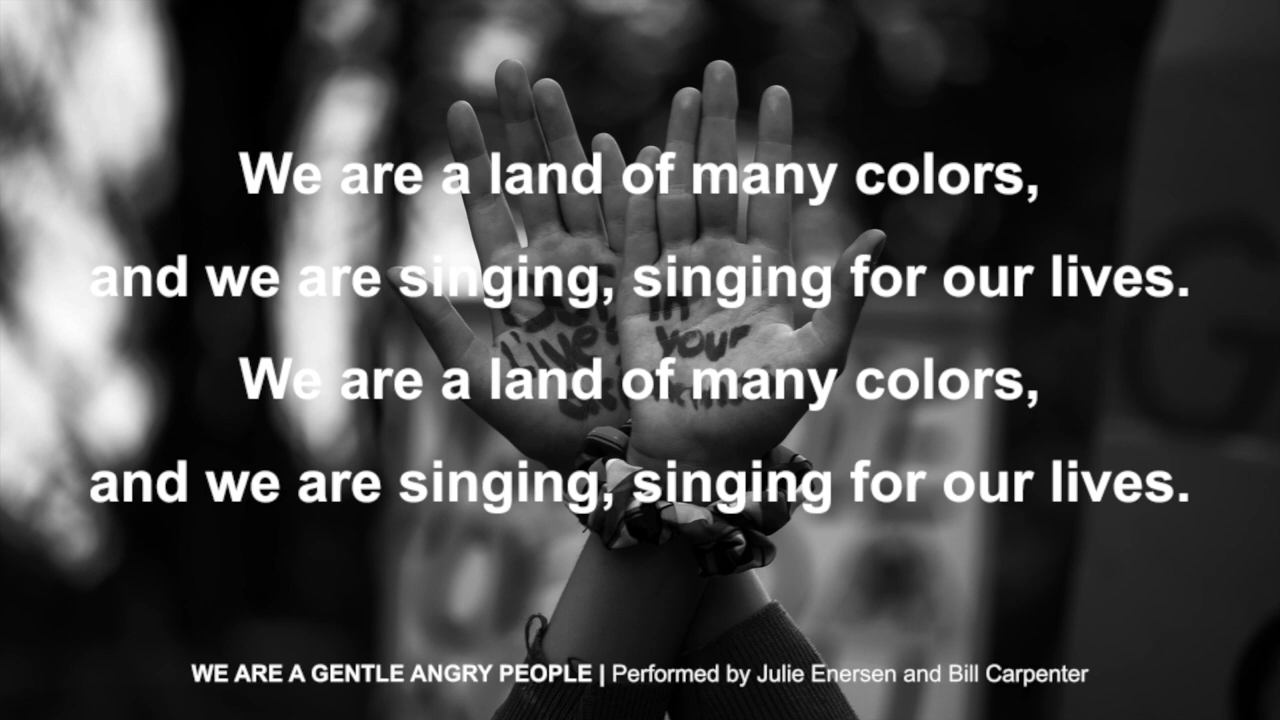 We are a land of many colors,
and we are singing, singing for our lives.
We are a land of many colors,
and we are singing, singing for our lives.
in
your
WE ARE A GENTLE ANGRY PEOPLE | Performed by Julie Enersen and Bill Carpenter